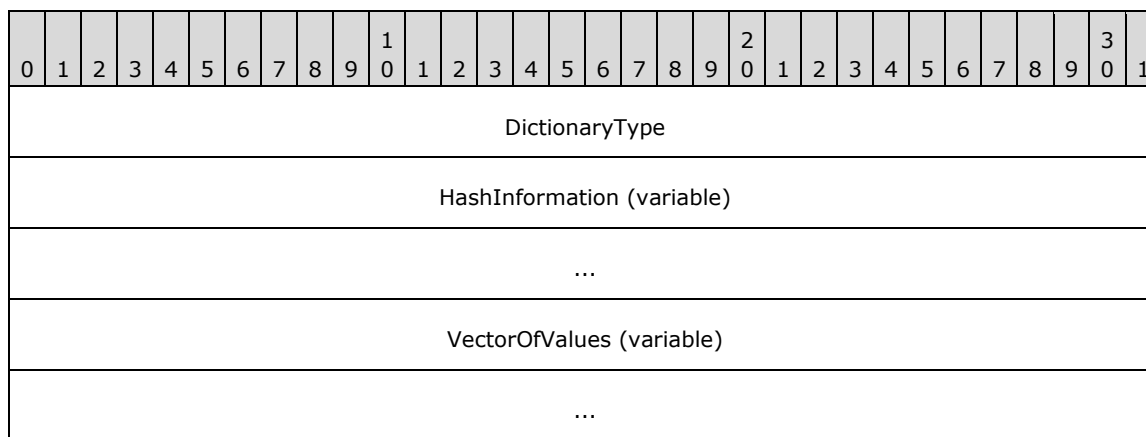 1 2 3
0 1 2 3 4 5 6 7 8 9 0 1 2 3 4 5 6 7 8 9 0 1 2 3 4 5 6 7 8 9 0 1
DictionaryType
HashInformation (variable)
...
VectorOfValues (variable)
...